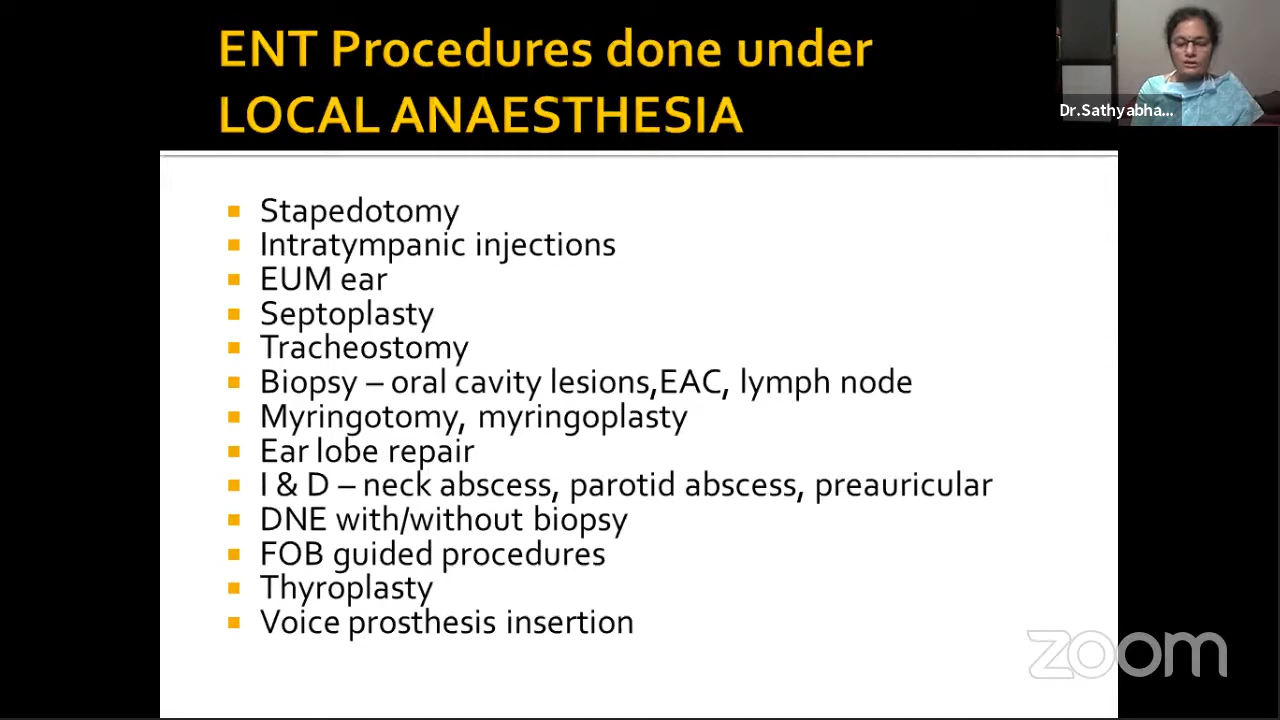 ENT Procedures done under
LOCAL ANAESTHESIA
Dr.Sathyabha...
Stapedotomy
Intratympanic injections
EUM ear
Septoplasty
Tracheostomy
Biopsy – oral cavity lesions,EAC, lymph node
Myringotomy, myringoplasty
Ear lobe repair
I & D – neck abscess, parotid abscess, preauricular
DNE with/without biopsy
FOB guided procedures
Thyroplasty
Voice prosthesis insertion
zoom